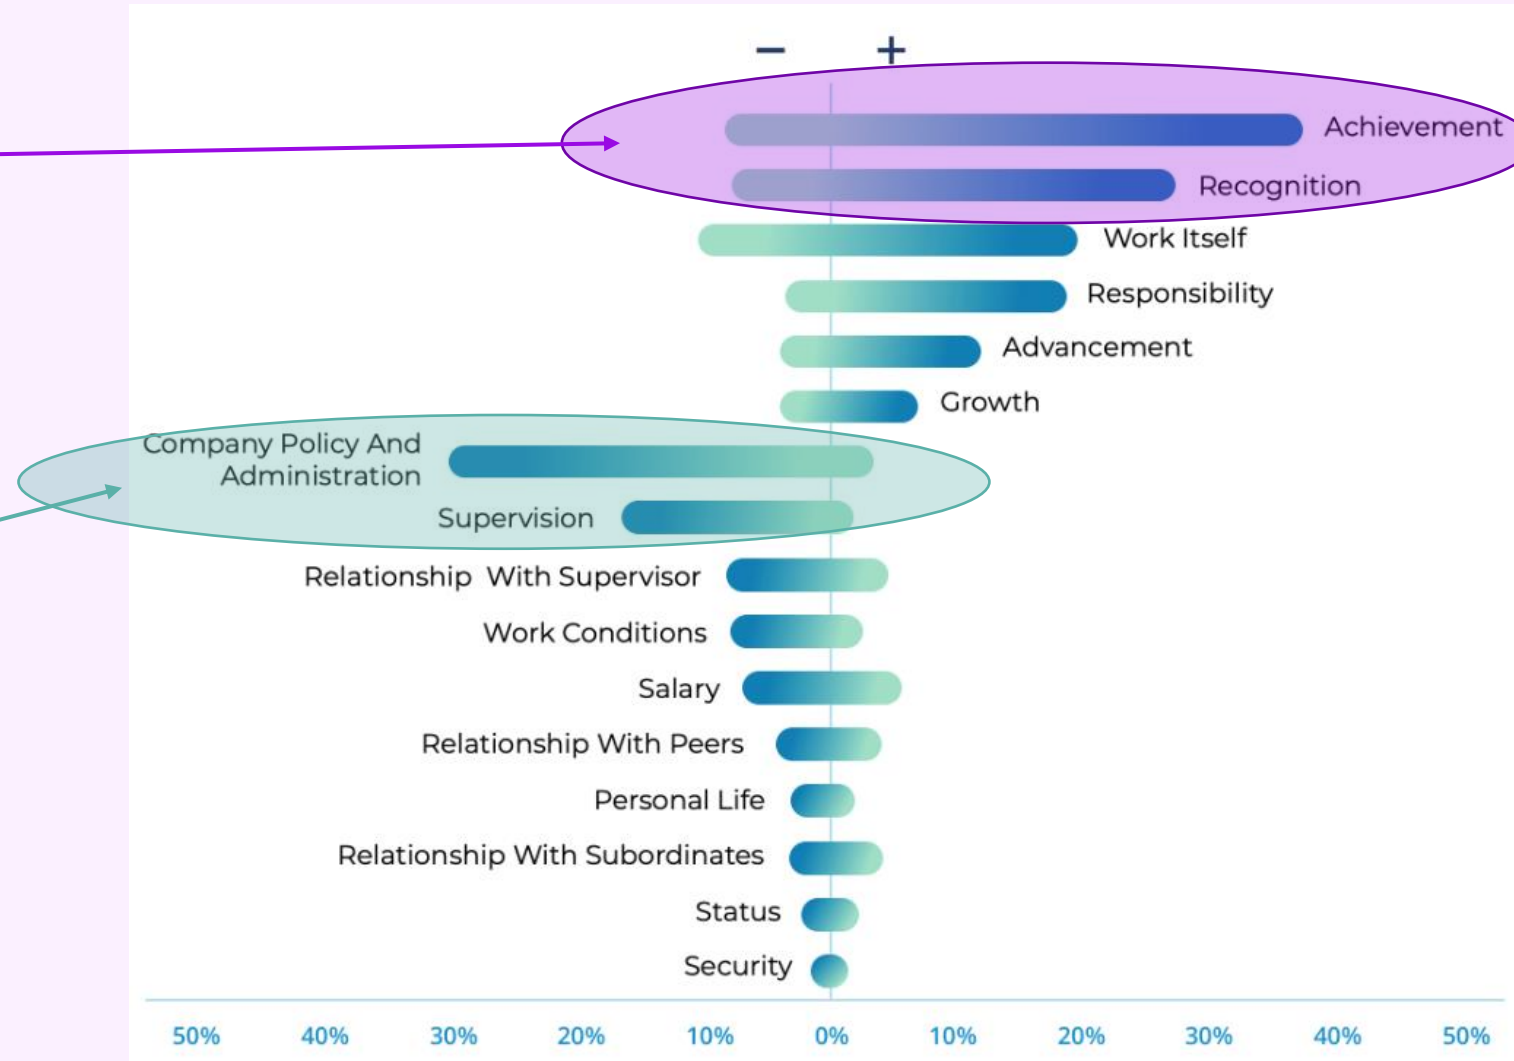 − +
Achievement
Recognition
Work Itself
Responsibility
Advancement
Growth
Company Policy And
Administration
Supervision
Relationship With Supervisor
Work Conditions
Salary
Relationship With Peers
Personal Life
Relationship With Subordinates
Status
Security
50% 40% 30% 20% 10% 0% 10% 20% 30% 40% 50%